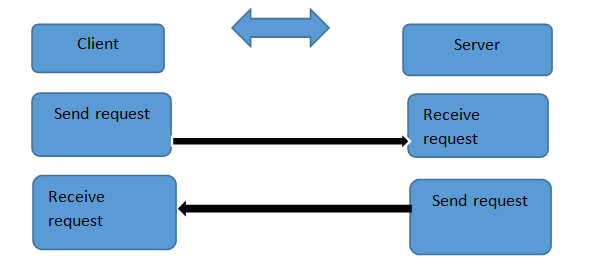 Client
Server
Send request
Receive
request
Receive
request
Send request